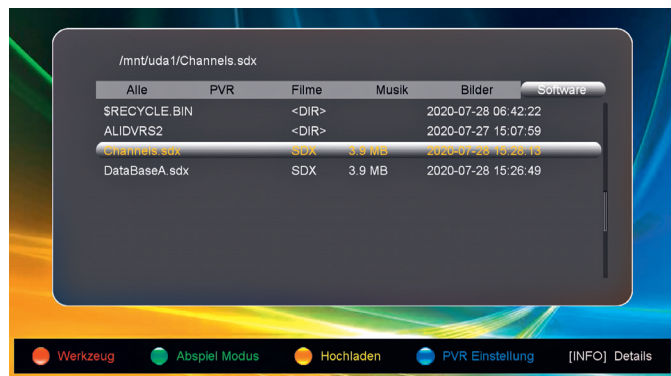 /mnt/uda1/Channels.sdx
Alle PVR Filme Musik Bilder Software
$RECYCLE.BIN <DIR> 2020-07-28 06:42:22
ALIDVRS2 <DIR> 2020-07-27 15:07:59
Channels.sdx SDX 3.9 MB 2020-07-28 15:28:13
DataBaseA.sdx SDX 3.9 MB 2020-07-28 15:26:49
Werkzeug Abspiel Modus Hochladen PVR Einstellung [INFO] Details